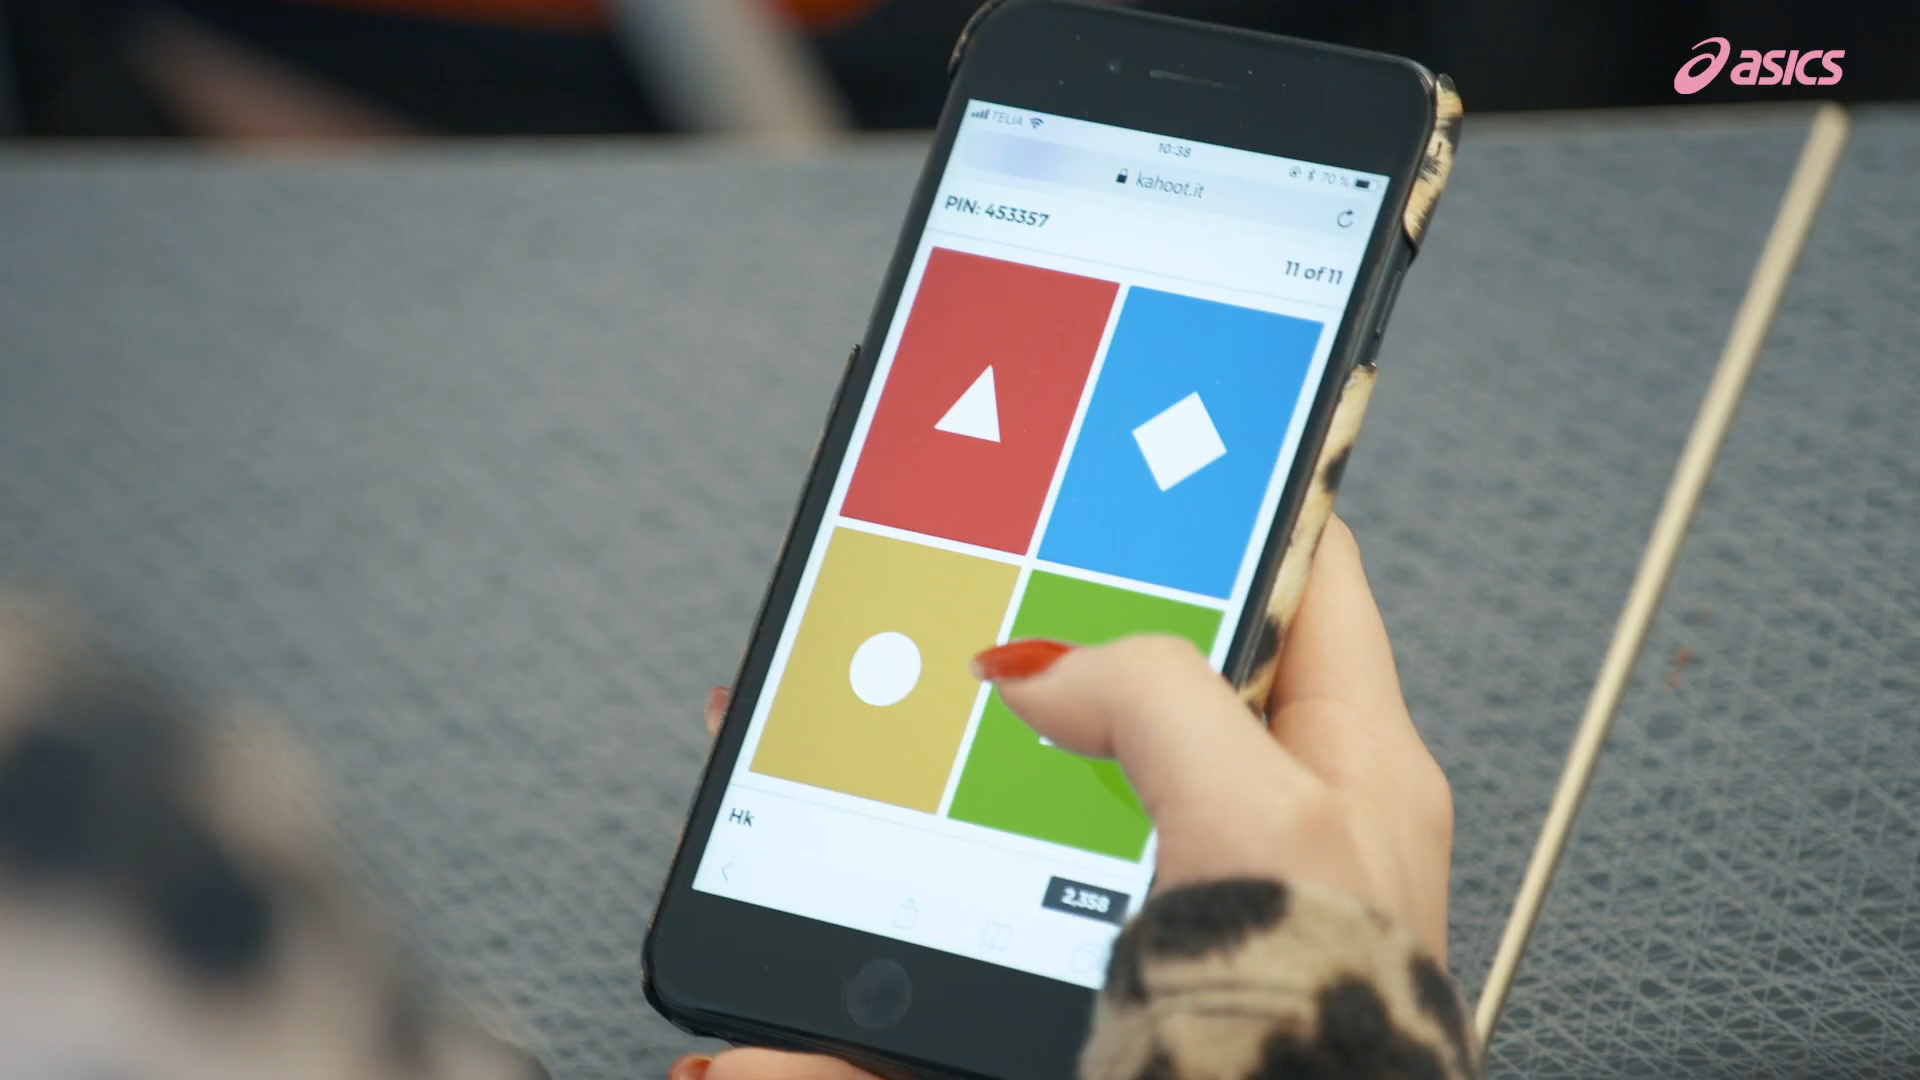 asics
TELIA
10:38
70 %
kahoot.it
PIN: 453357
11 of 11
Hk
2,358